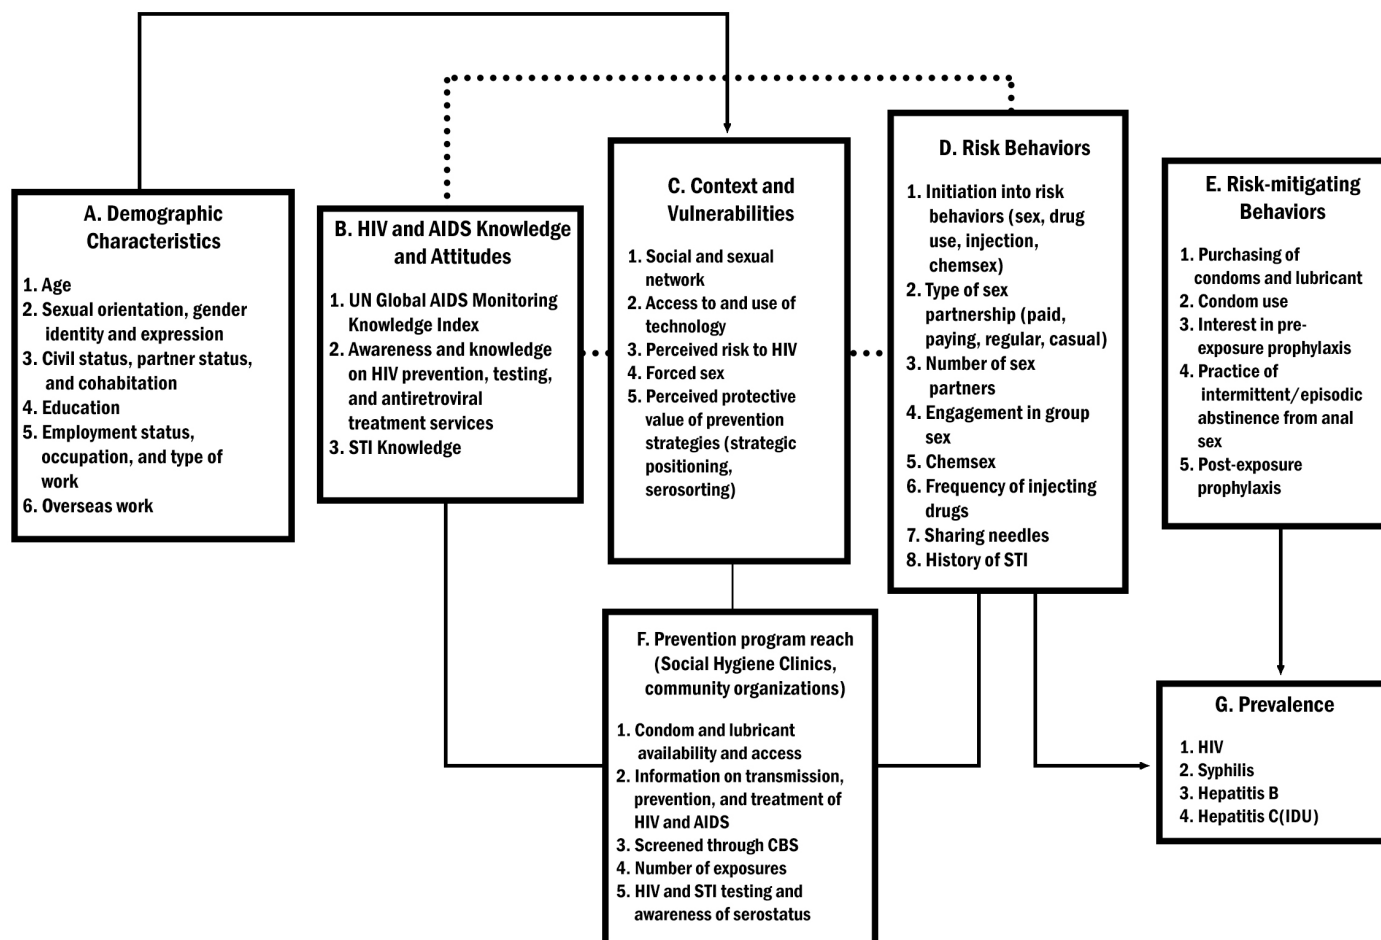 A. Demographic
Characteristics
1. Age
2. Sexual orientation, gender
identity and expression
3. Civil status, partner status,
and cohabitation
4. Education
5. Employment status,
occupation, and type of
work
6. Overseas work
B. HIV and AIDS Knowledge
and Attitudes
1. UN Global AIDS Monitoring
Knowledge Index
2. Awareness and knowledge
on HIV prevention, testing,
and antiretroviral
treatment services
3. STI Knowledge
C. Context and
Vulnerabilities
1. Social and sexual
network
2. Access to and use of
technology
3. Perceived risk to HIV
4. Forced sex
5. Perceived protective
value of prevention
strategies (strategic
positioning,
serosorting)
D. Risk Behaviors
1. Initiation into risk
behaviors (sex, drug
use, injection,
chemsex)
2. Type of sex
partnership (paid,
paying, regular, casual)
3. Number of sex
partners
4. Engagement in group
sex
5. Chemsex
6. Frequency of injecting
drugs
7. Sharing needles
8. History of STI
E. Risk-mitigating
Behaviors
1. Purchasing of
condoms and lubricant
2. Condom use
3. Interest in pre-
exposure prophylaxis
4. Practice of
intermittent/episodic
abstinence from anal
sex
5. Post-exposure
prophylaxis
F. Prevention program reach
(Social Hygiene Clinics,
community organizations)
1. Condom and lubricant
availability and access
2. Information on transmission,
prevention, and treatment of
HIV and AIDS
3. Screened through CBS
4. Number of exposures
5. HIV and STI testing and
awareness of serostatus
G. Prevalence
1. HIV
2. Syphilis
3. Hepatitis B
4. Hepatitis C(IDU)